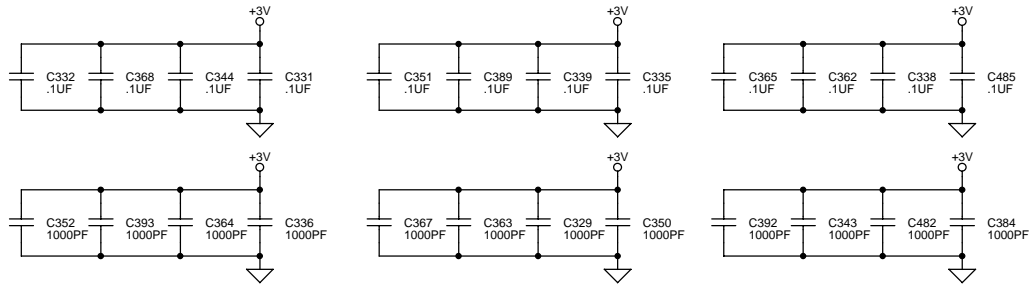 +3V
+3V
+3V
C332 C368 C344 C331
.1UF .1UF .1UF .1UF
C351 C389 C339 C335
.1UF .1UF .1UF .1UF
C365 C362 C338 C485
.1UF .1UF .1UF .1UF
+3V
+3V
+3V
C352 C393 C364 C336
1000PF 1000PF 1000PF 1000PF
C367 C363 C329 C350
1000PF 1000PF 1000PF 1000PF
C392 C343 C482 C384
1000PF 1000PF 1000PF 1000PF